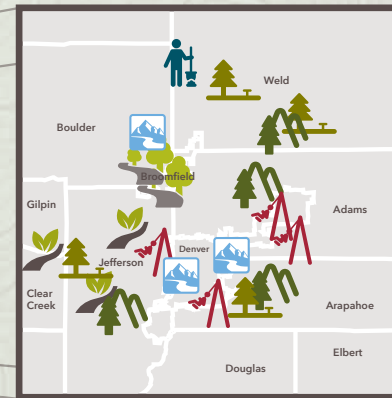 Weld
Boulder
Broomfield
Gilpin
Adams
Denver
Jefferson
Clear
Creek
Arapahoe
Elbert
Douglas